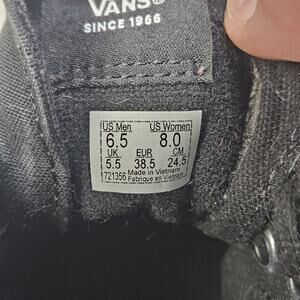 VANS®
SINCE 1966
US Men US Women
6.5 8.0
UK EUR CM
5.5 38.5 24.5
721356 Made in Vietnam
Fabriqué en Vietnam